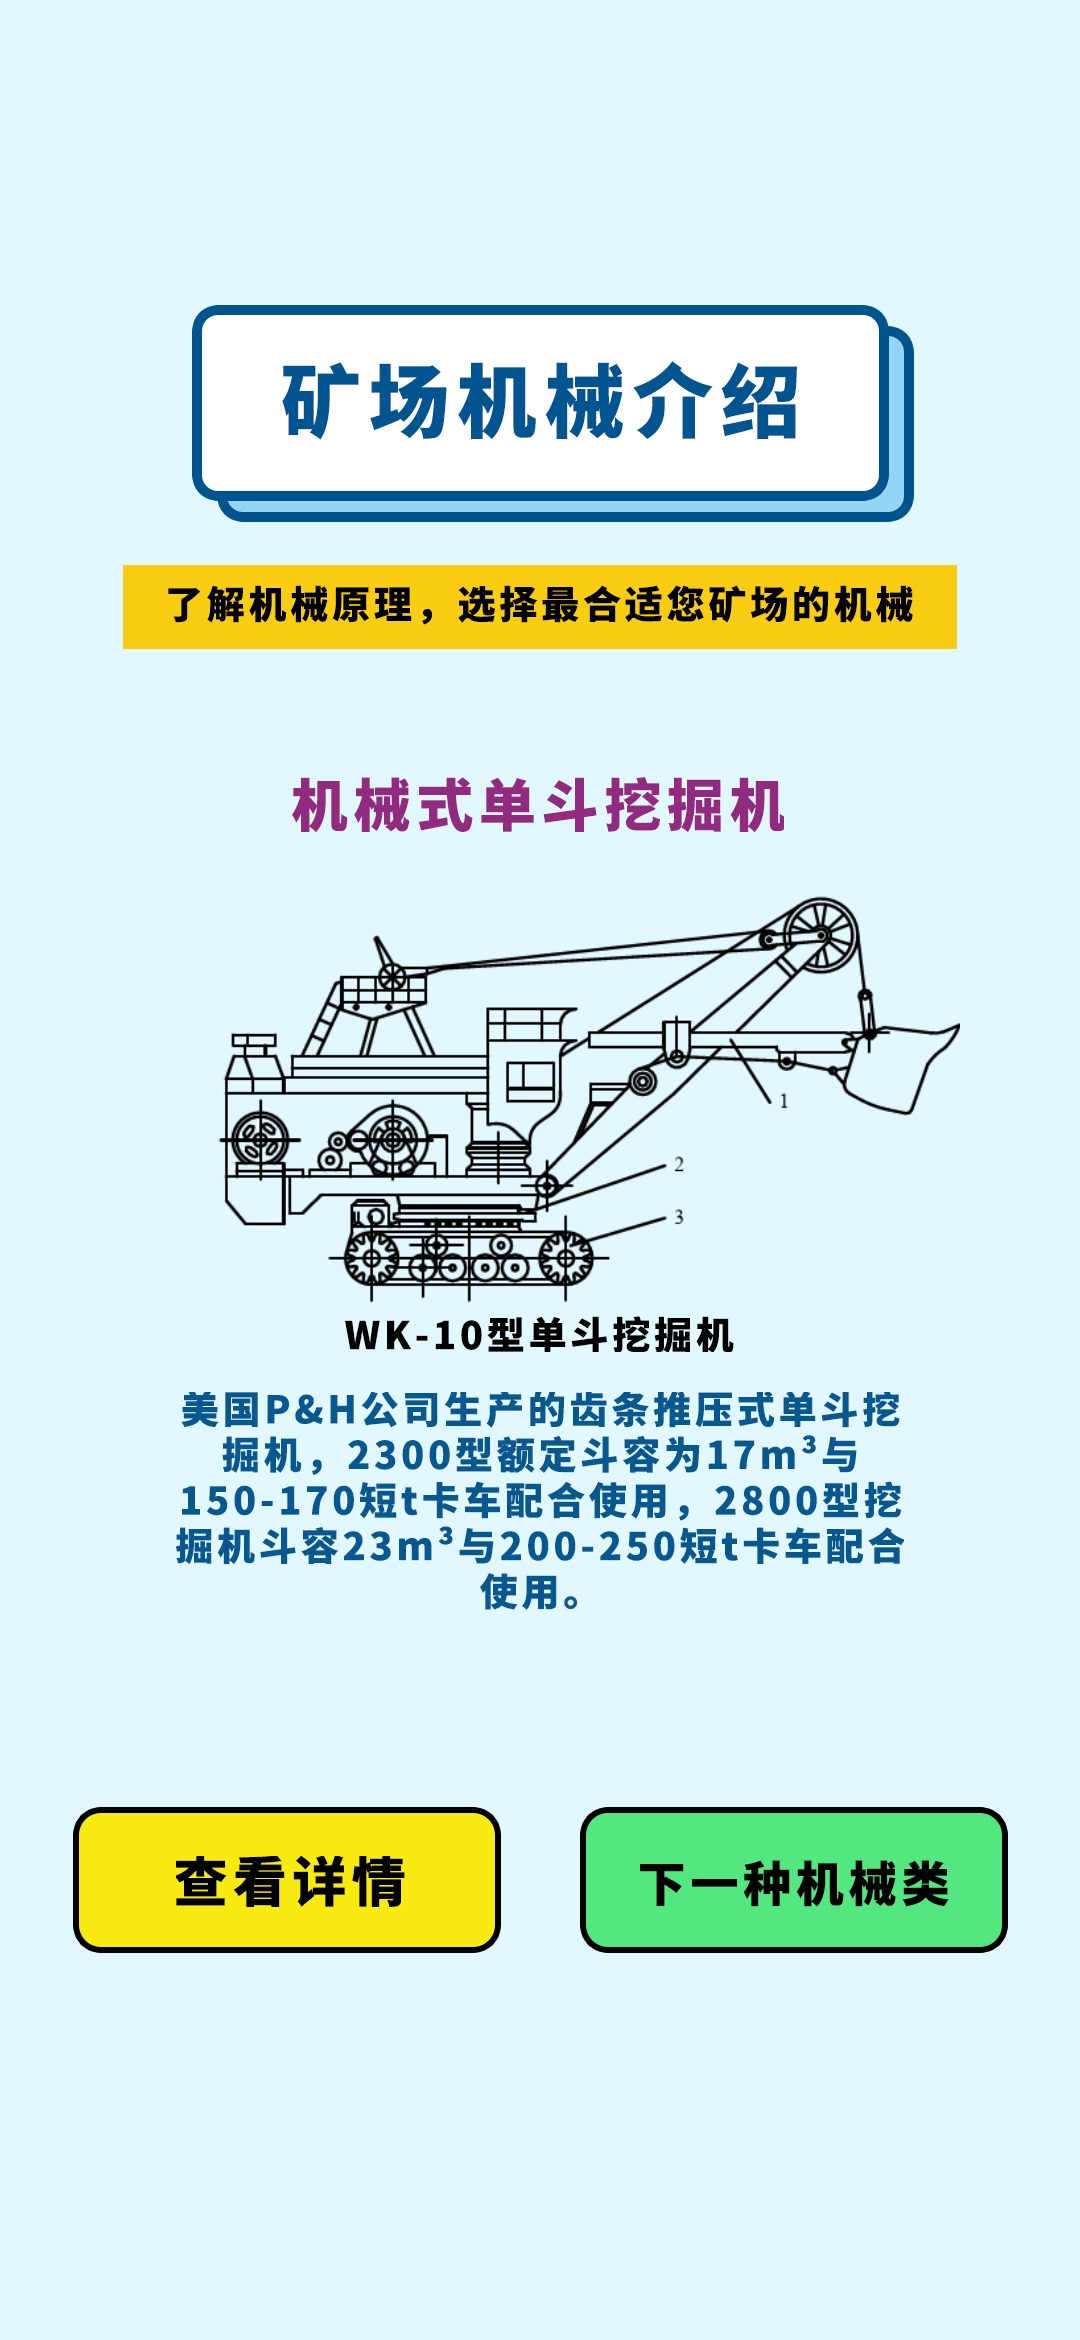 矿场机械介绍
了解机械原理，选择最合适您矿场的机械
机械式单斗挖掘机
1
2
3
WK-10型单斗挖掘机
美国P&H公司生产的齿条推压式单斗挖
掘机，2300型额定斗容为17m³与
150-170短t卡车配合使用，2800型挖
掘机斗容23m³与200-250短t卡车配合
使用。
查看详情
下一种机械类